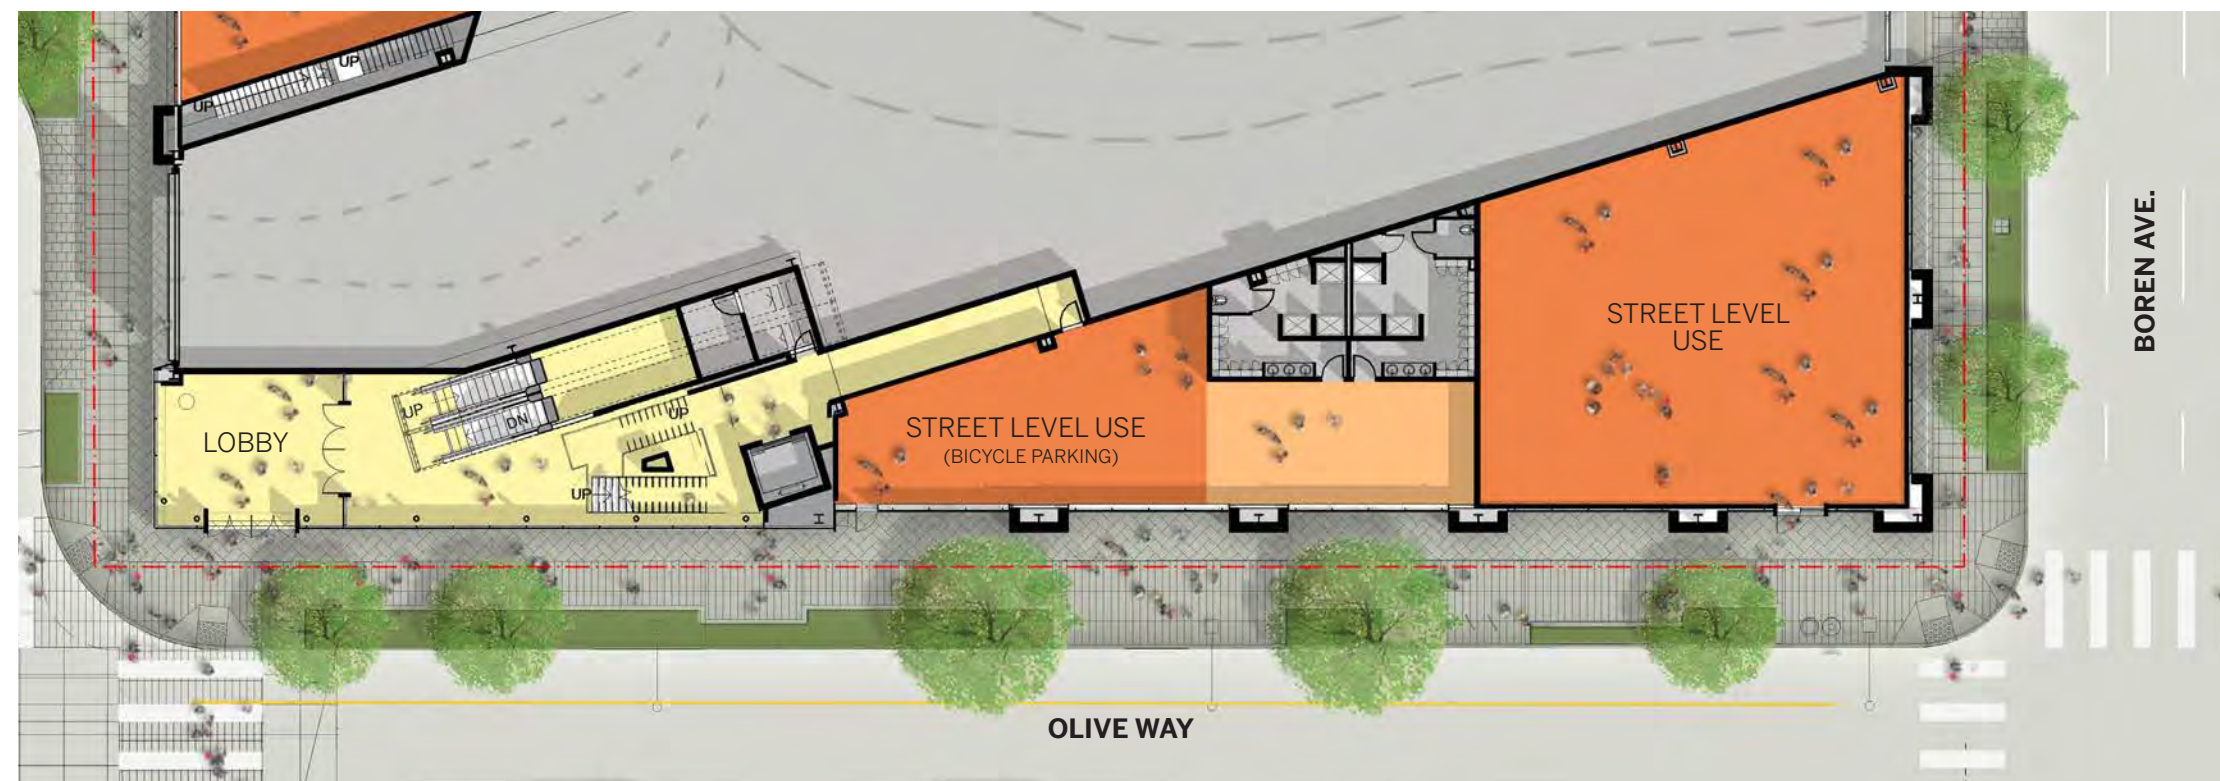 UP
UP
BOREN AVE.
STREET LEVEL
USE
UP
UP
DN
LOBBY
STREET LEVEL USE
(BICYCLE PARKING)
UP
OLIVE WAY